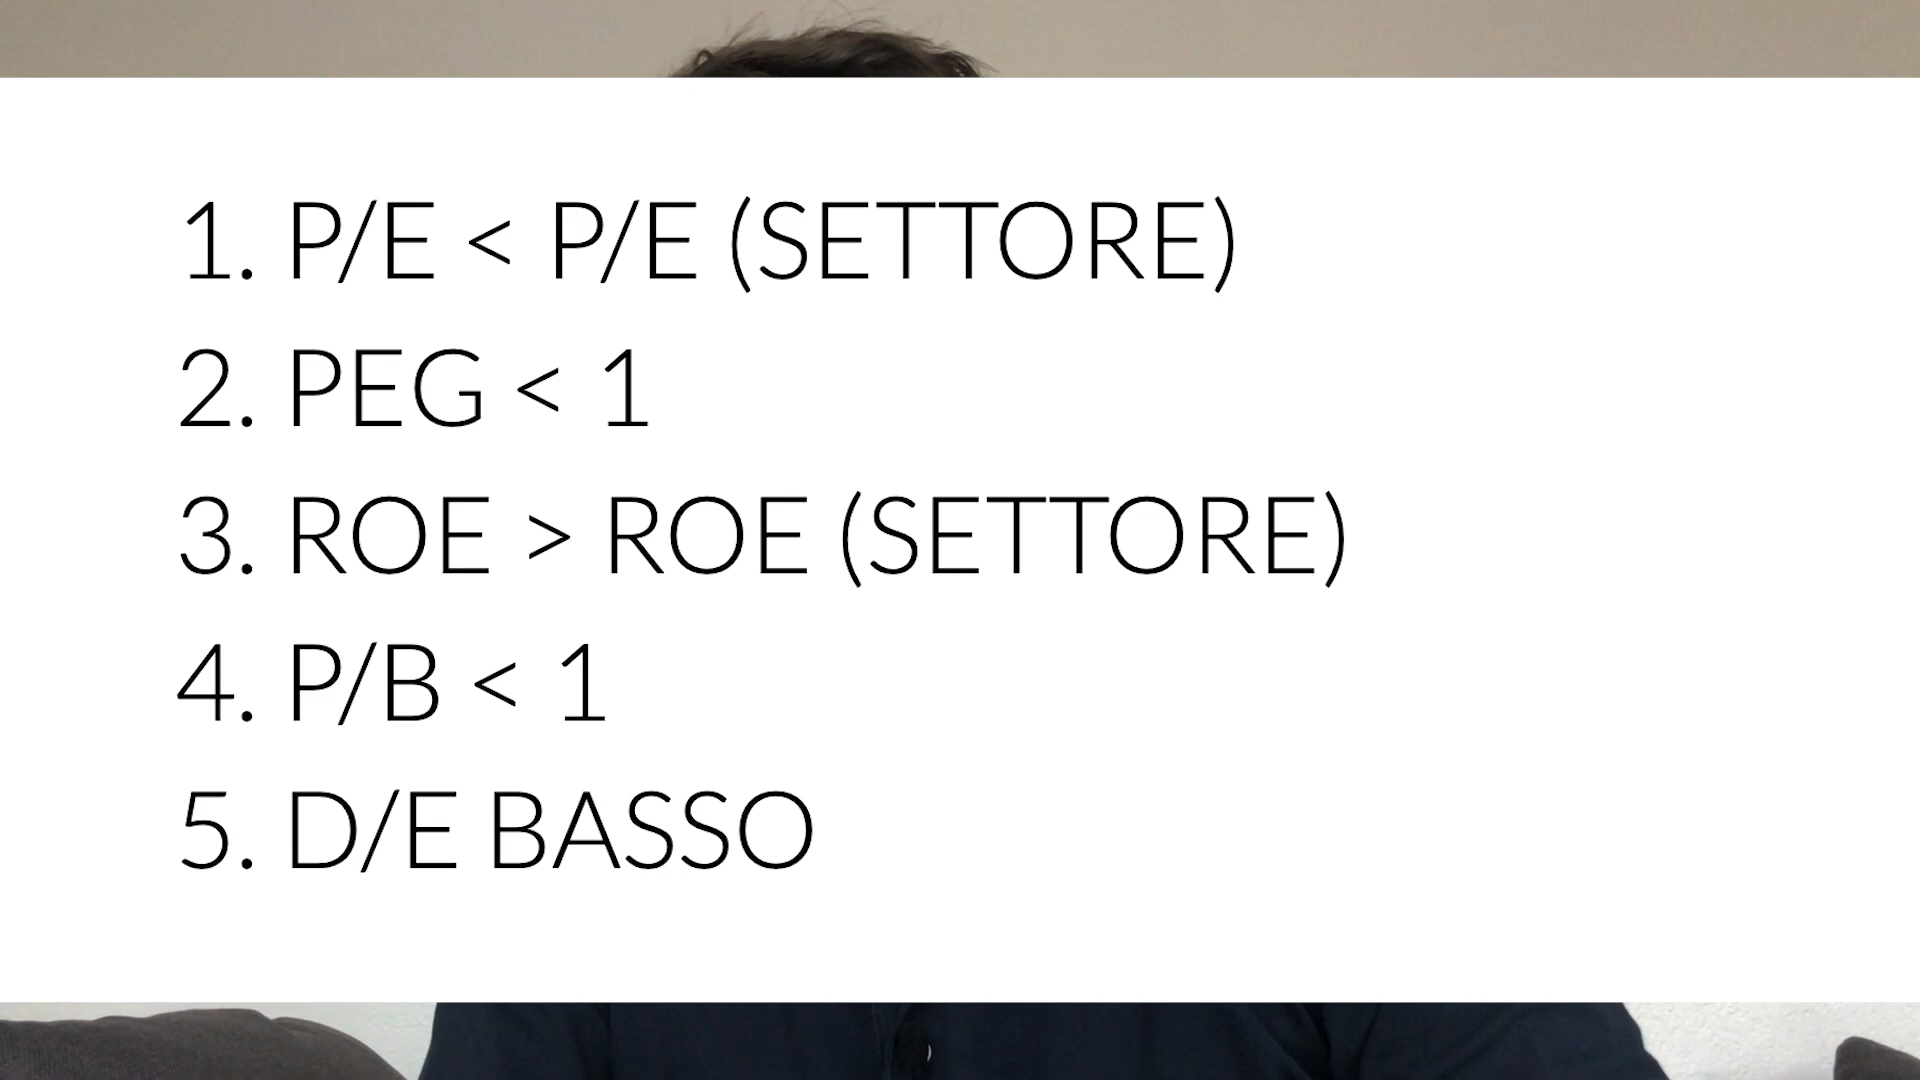 1. P/E < P/E (SETTORE)
2. PEG < 1
3. ROE > ROE (SETTORE)
4. P/B < 1
5. D/E BASSO